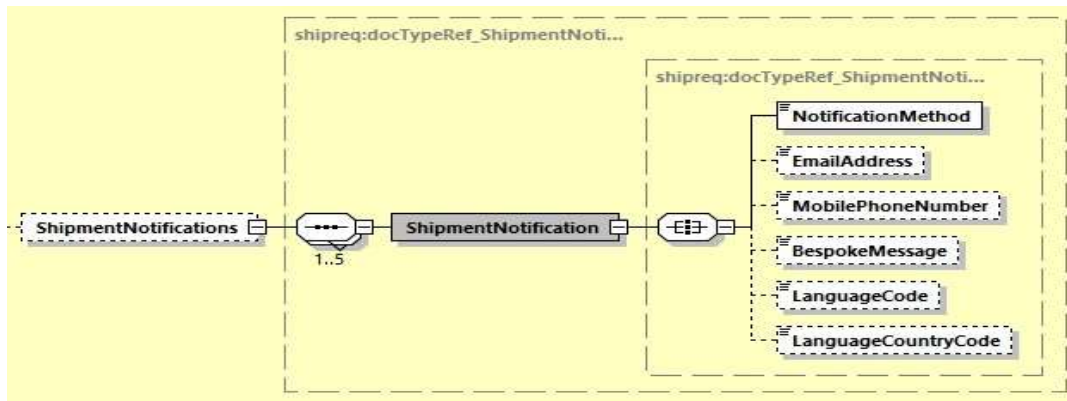 shipreq:docTypeRef_ShipmentNoti...
shipreq:docTypeRef_ShipmentNoti...
NotificationMethod
EmailAddress
MobilePhoneNumber
ShipmentNotifications
ShipmentNotification
1..5
BespokeMessage
LanguageCode
LanguageCountryCode